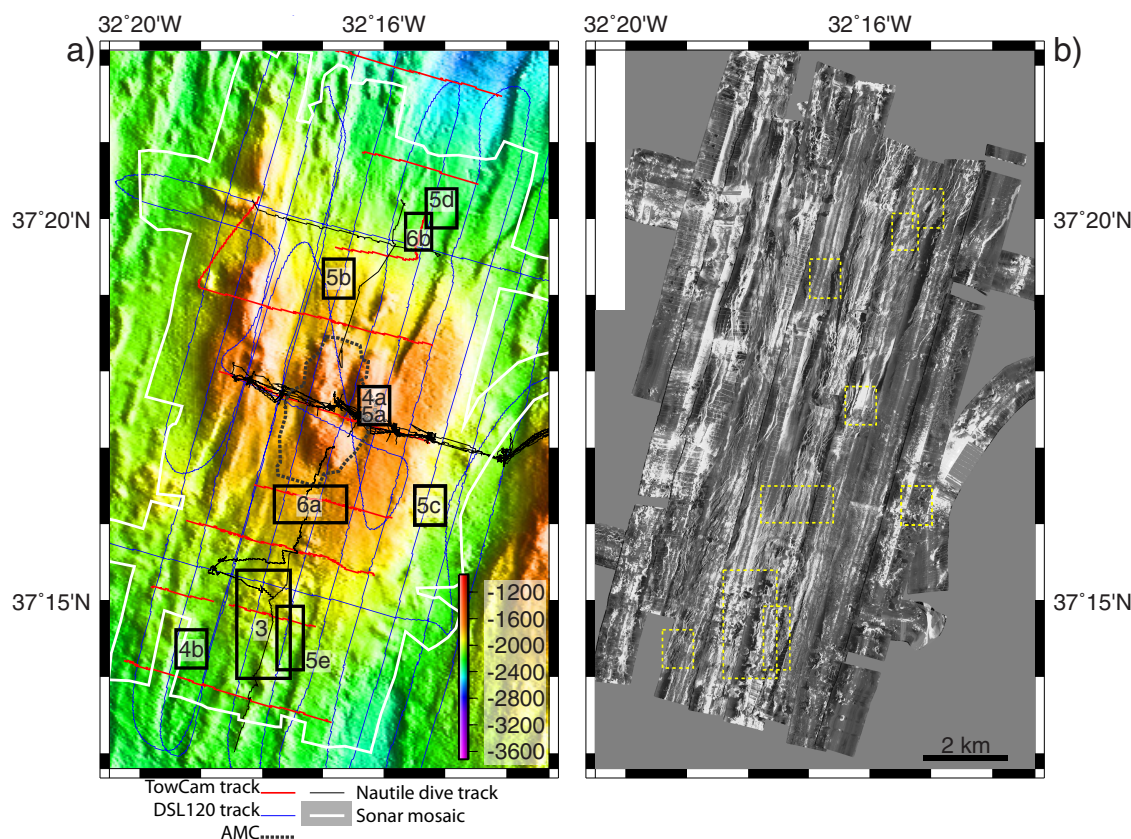 32°20'W 32°16'W 32°20'W 32°16'W
a) b)
5d
37°20'N 6b 37°20'N
5b
4a
5a
6a 5c
37°15'N 37°15'N
3
4b 5e
-1200
-1600
-2000
-2400
-2800
-3200
-3600
2 km
TowCam track Nautile dive track
DSL120 track Sonar mosaic
AMC